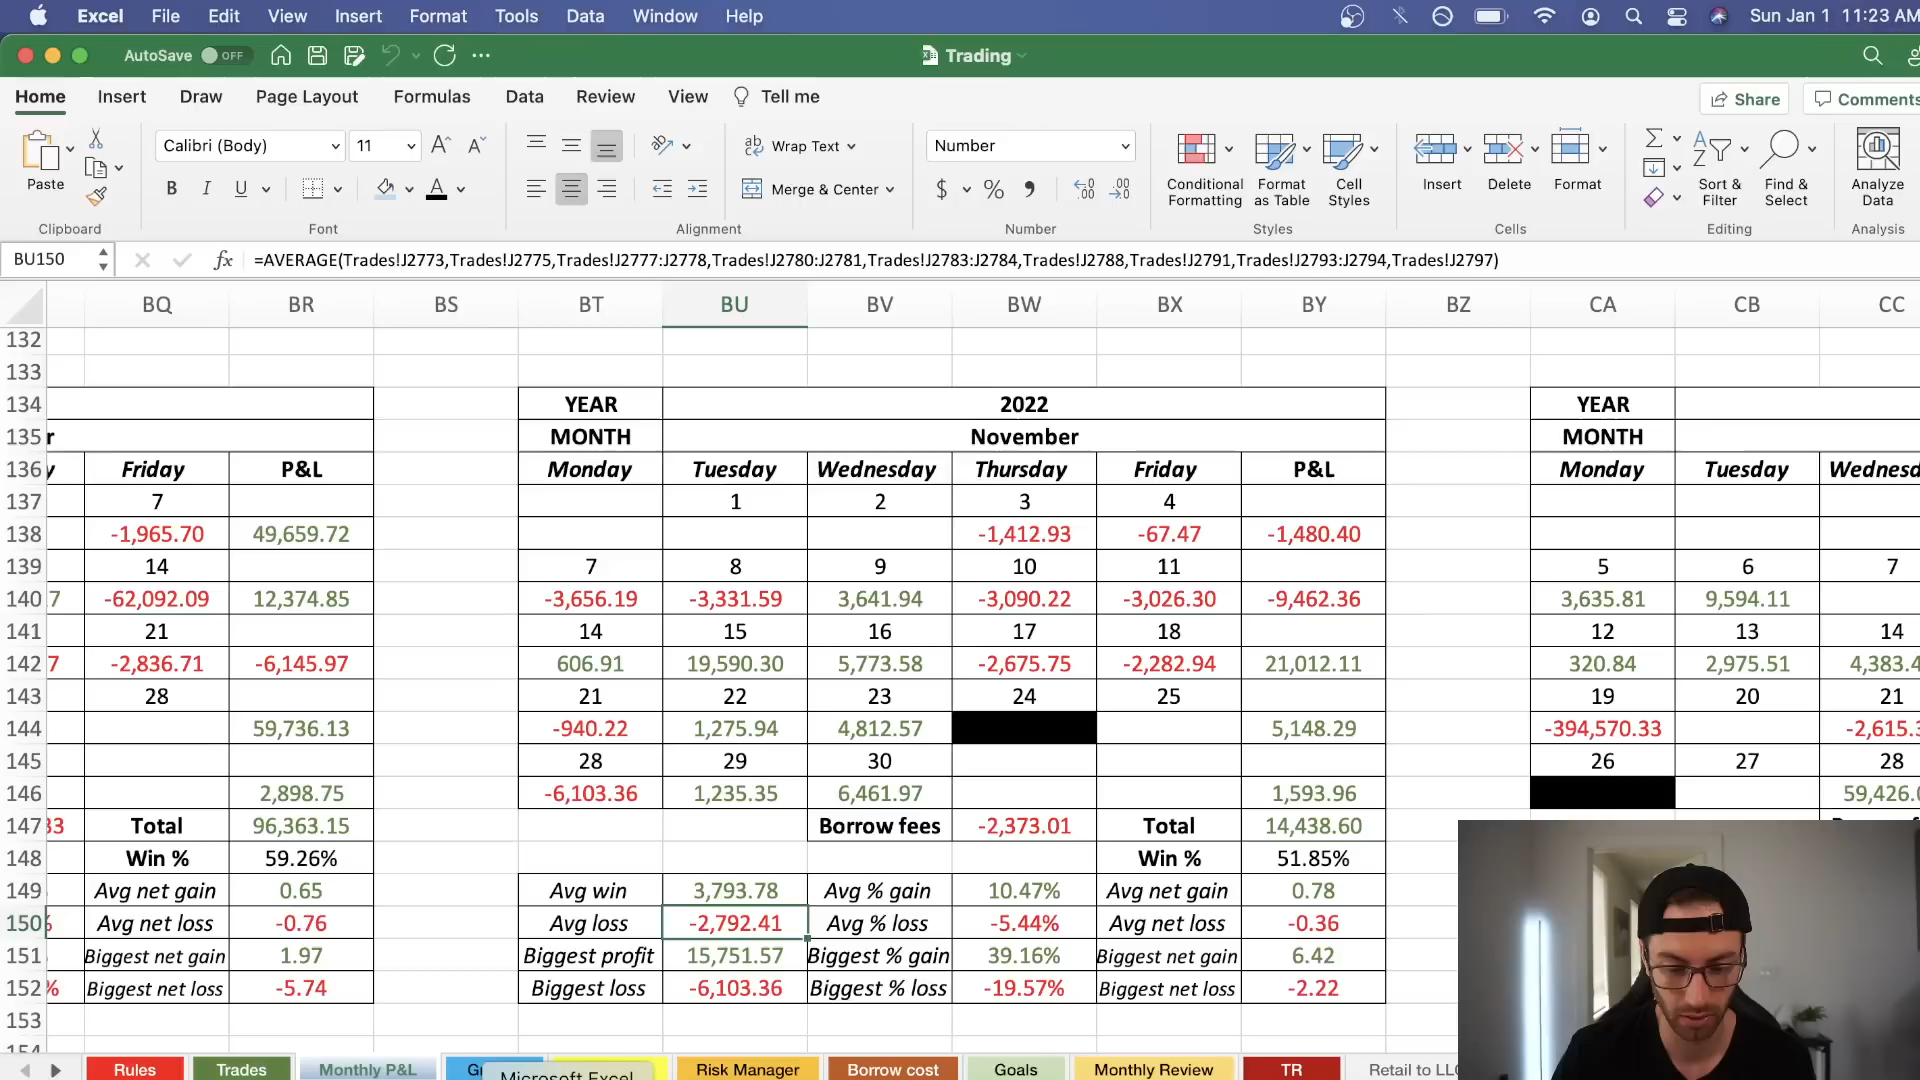 Excel File Edit View Insert Format Tools Data Window Help Sun Jan 1 11:23 AM
AutoSave OFF Trading
Home Insert Draw Page Layout Formulas Data Review View Tell me Share Comments
Calibri (Body) 11 Wrap Text Number
Paste B I U A Merge & Center $ % Conditional Formatting Format as Table Cell Styles Insert Delete Format Sort & Filter Find & Select Analyze Data
Clipboard Font Alignment Number Styles Cells Editing Analysis
BU150 fx =AVERAGE(Trades!J2773,Trades!J2775,Trades!J2777:J2778,Trades!J2780:J2781,Trades!J2783:J2784,Trades!J2788,Trades!J2791,Trades!J2793:J2794,Trades!J2797)
BQ BR BS BT BU BV BW BX BY BZ CA CB CC
132
133
134 YEAR 2022 YEAR
135 r MONTH November MONTH
136 y Friday P&L Monday Tuesday Wednesday Thursday Friday P&L Monday Tuesday Wednesd
137 7 1 2 3 4
138 -1,965.70 49,659.72 -1,412.93 -67.47 -1,480.40
139 14 7 8 9 10 11 5 6 7
140 7 -62,092.09 12,374.85 -3,656.19 -3,331.59 3,641.94 -3,090.22 -3,026.30 -9,462.36 3,635.81 9,594.11
141 21 14 15 16 17 18 12 13 14
142 7 -2,836.71 -6,145.97 606.91 19,590.30 5,773.58 -2,675.75 -2,282.94 21,012.11 320.84 2,975.51 4,383.4
143 28 21 22 23 24 25 19 20 21
144 59,736.13 -940.22 1,275.94 4,812.57 5,148.29 -394,570.33 -2,615.3
145 28 29 30 26 27 28
146 2,898.75 -6,103.36 1,235.35 6,461.97 1,593.96 59,426.0
147 33 Total 96,363.15 Borrow fees -2,373.01 Total 14,438.60
148 Win % 59.26% Win % 51.85%
149 Avg net gain 0.65 Avg win 3,793.78 Avg % gain 10.47% Avg net gain 0.78
150 % Avg net loss -0.76 Avg loss -2,792.41 Avg % loss -5.44% Avg net loss -0.36
151 Biggest net gain 1.97 Biggest profit 15,751.57 Biggest % gain 39.16% Biggest net gain 6.42
152 % Biggest net loss -5.74 Biggest loss -6,103.36 Biggest % loss -19.57% Biggest net loss -2.22
153
154
Rules Trades Monthly P&L Microsoft Excel Risk Manager Borrow cost Goals Monthly Review TR Retail to LLC